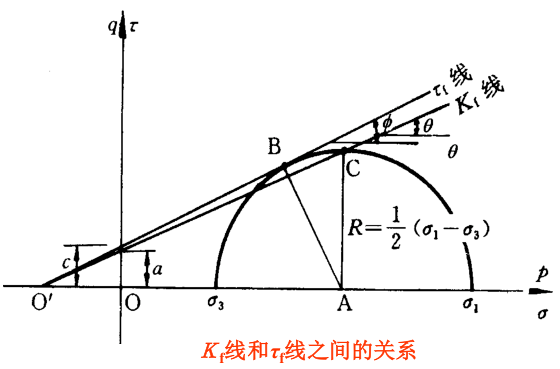 q τ
τf 线
Kf 线
ϕ θ
θ
B
C
R=1/2 (σ1−σ3)
c
a
O′ O σ3 A σ1 p
σ
Kf线和τf线之间的关系